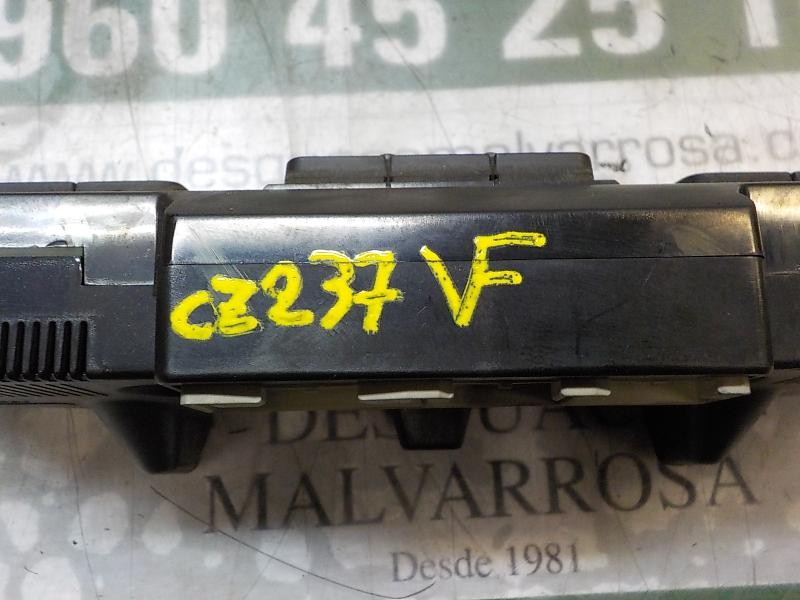 960 45 25 1
www.desguacesmalvarrosa.c
CZ237 VF
MALVARROSA
Desde 1981